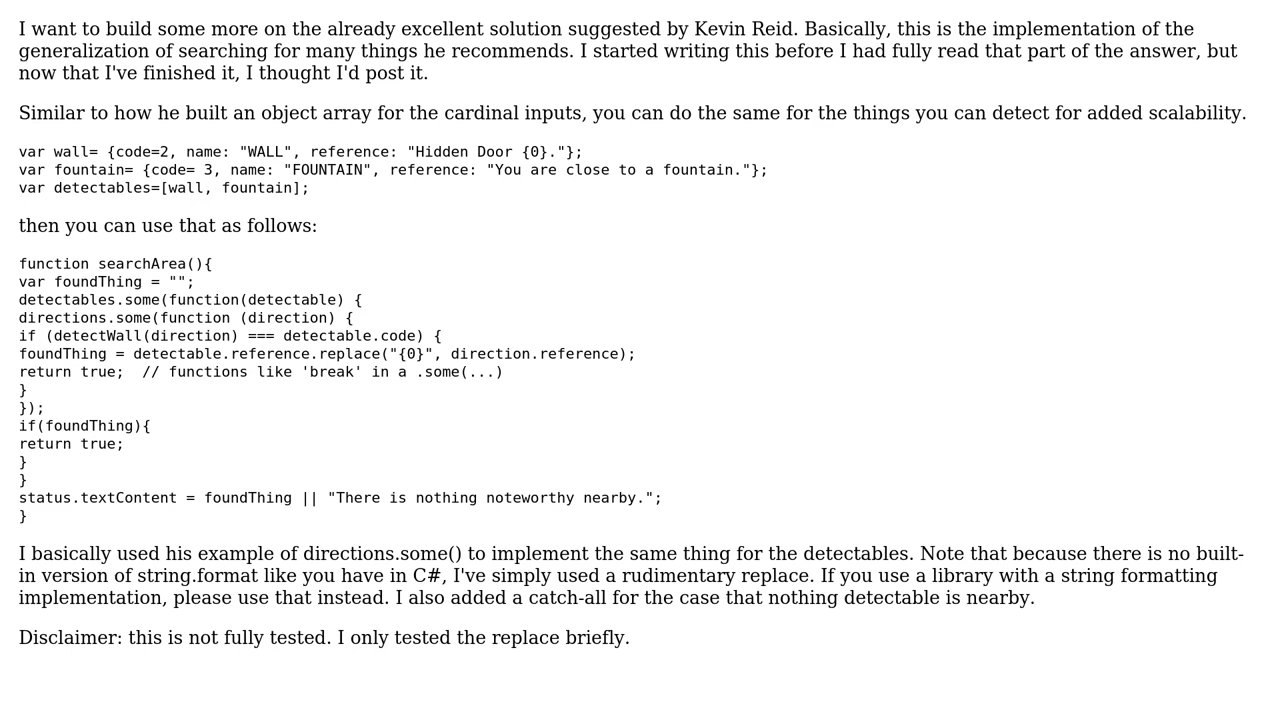 I want to build some more on the already excellent solution suggested by Kevin Reid. Basically, this is the implementation of the
generalization of searching for many things he recommends. I started writing this before I had fully read that part of the answer, but
now that I've finished it, I thought I'd post it.
Similar to how he built an object array for the cardinal inputs, you can do the same for the things you can detect for added scalability.
var wall= {code=2, name: "WALL", reference: "Hidden Door {0}."};
var fountain= {code= 3, name: "FOUNTAIN", reference: "You are close to a fountain."};
var detectables=[wall, fountain];
then you can use that as follows:
function searchArea(){
var foundThing = "";
detectables.some(function(detectable) {
directions.some(function (direction) {
if (detectWall(direction) === detectable.code) {
foundThing = detectable.reference.replace("{0}", direction.reference);
return true;  // functions like 'break' in a .some(...)
}
});
if(foundThing){
return true;
}
}
status.textContent = foundThing || "There is nothing noteworthy nearby.";
}
I basically used his example of directions.some() to implement the same thing for the detectables. Note that because there is no built-
in version of string.format like you have in C#, I've simply used a rudimentary replace. If you use a library with a string formatting
implementation, please use that instead. I also added a catch-all for the case that nothing detectable is nearby.
Disclaimer: this is not fully tested. I only tested the replace briefly.